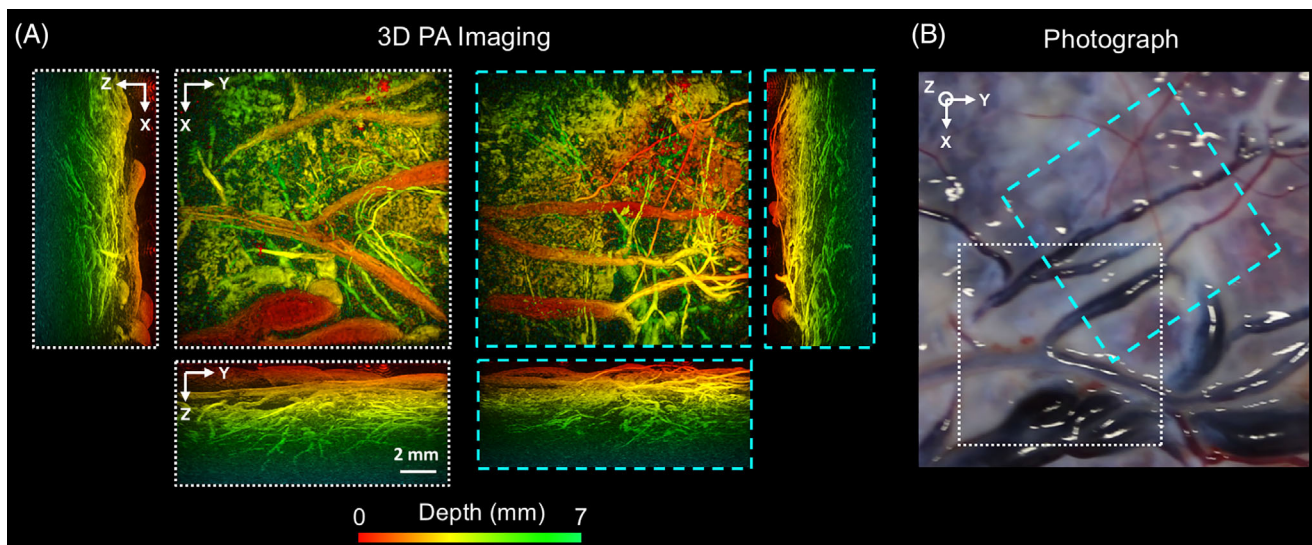 (A)
3D PA Imaging
(B)
Photograph
Z Y
X
Y
X
Z
Y
X
Y
Z
2 mm
0 Depth (mm) 7